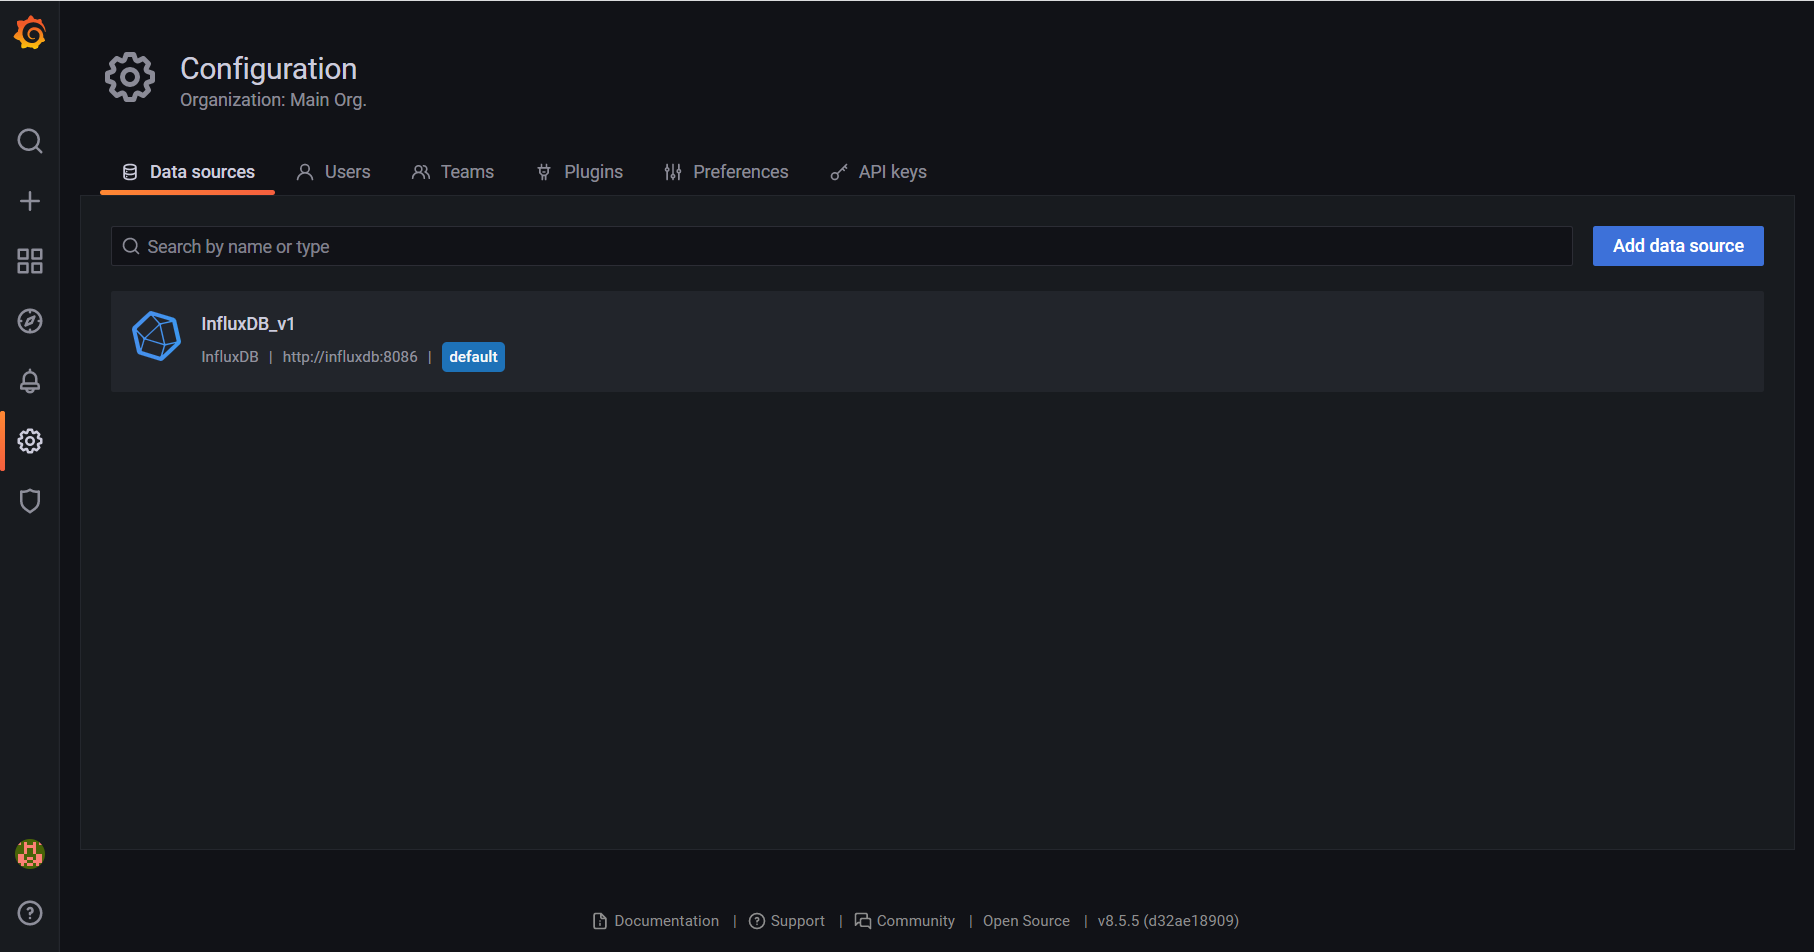 Configuration
Organization: Main Org.
Data sources Users Teams Plugins Preferences API keys
Search by name or type Add data source
InfluxDB_v1
InfluxDB | http://influxdb:8086 | default
Documentation | Support | Community | Open Source | v8.5.5 (d32ae18909)